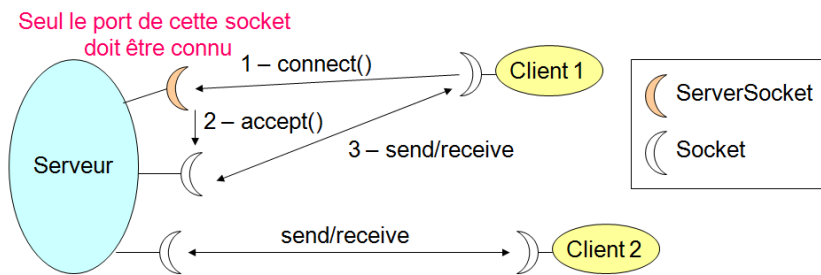 Seul le port de cette socket
doit être connu
1 – connect()
Client 1
ServerSocket
2 – accept()
Socket
3 – send/receive
Serveur
send/receive
Client 2